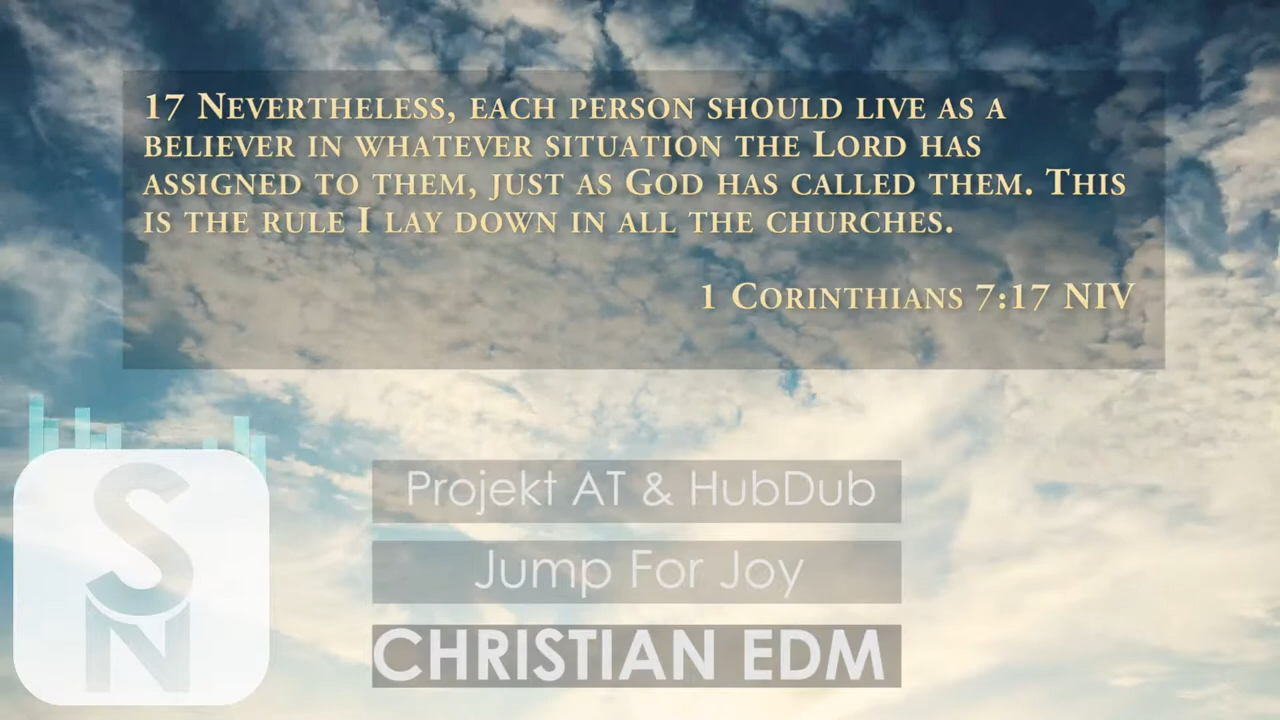 17 Nevertheless, each person should live as a
believer in whatever situation the Lord has
assigned to them, just as God has called them. This
is the rule I lay down in all the churches.
1 Corinthians 7:17 NIV
Projekt AT & HubDub
Jump For Joy
CHRISTIAN EDM
SN